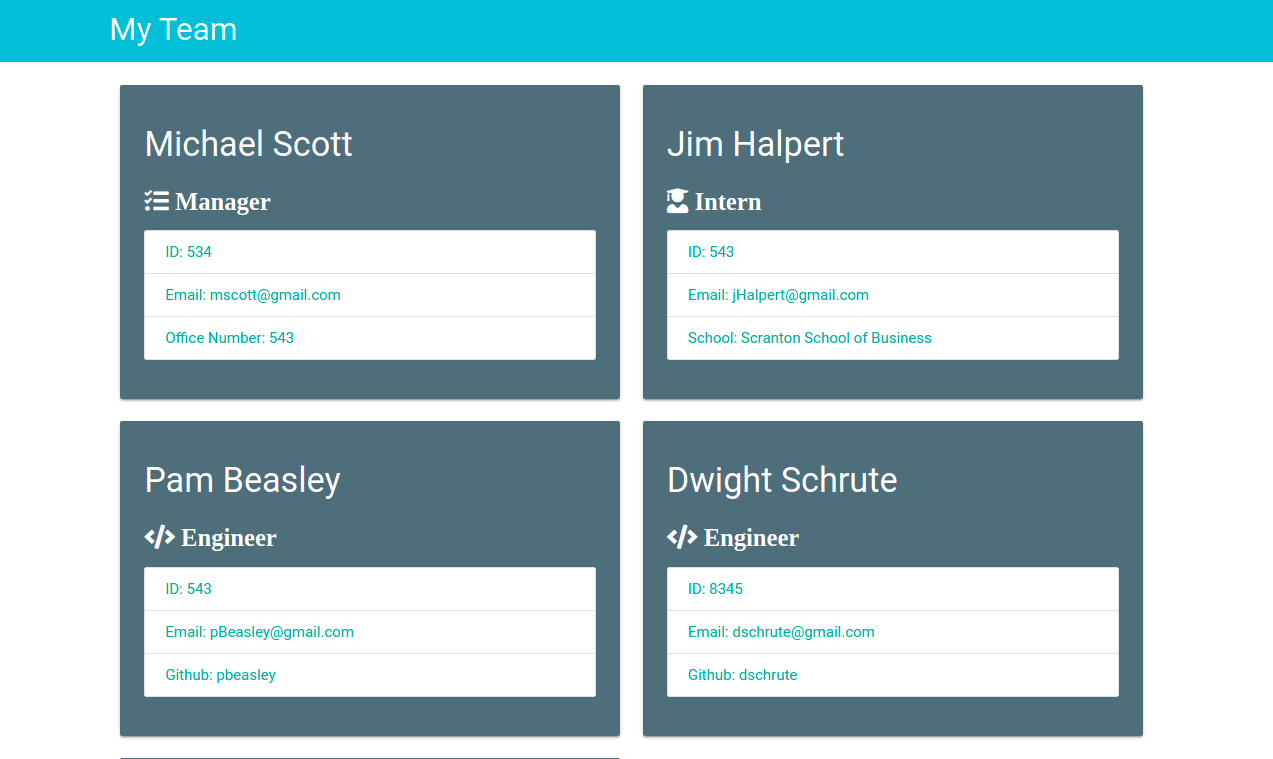 My Team
Michael Scott
Manager
ID: 534
Email: mscott@gmail.com
Office Number: 543
Jim Halpert
Intern
ID: 543
Email: jHalpert@gmail.com
School: Scranton School of Business
Pam Beasley
Engineer
ID: 543
Email: pBeasley@gmail.com
Github: pbeasley
Dwight Schrute
Engineer
ID: 8345
Email: dschrute@gmail.com
Github: dschrute